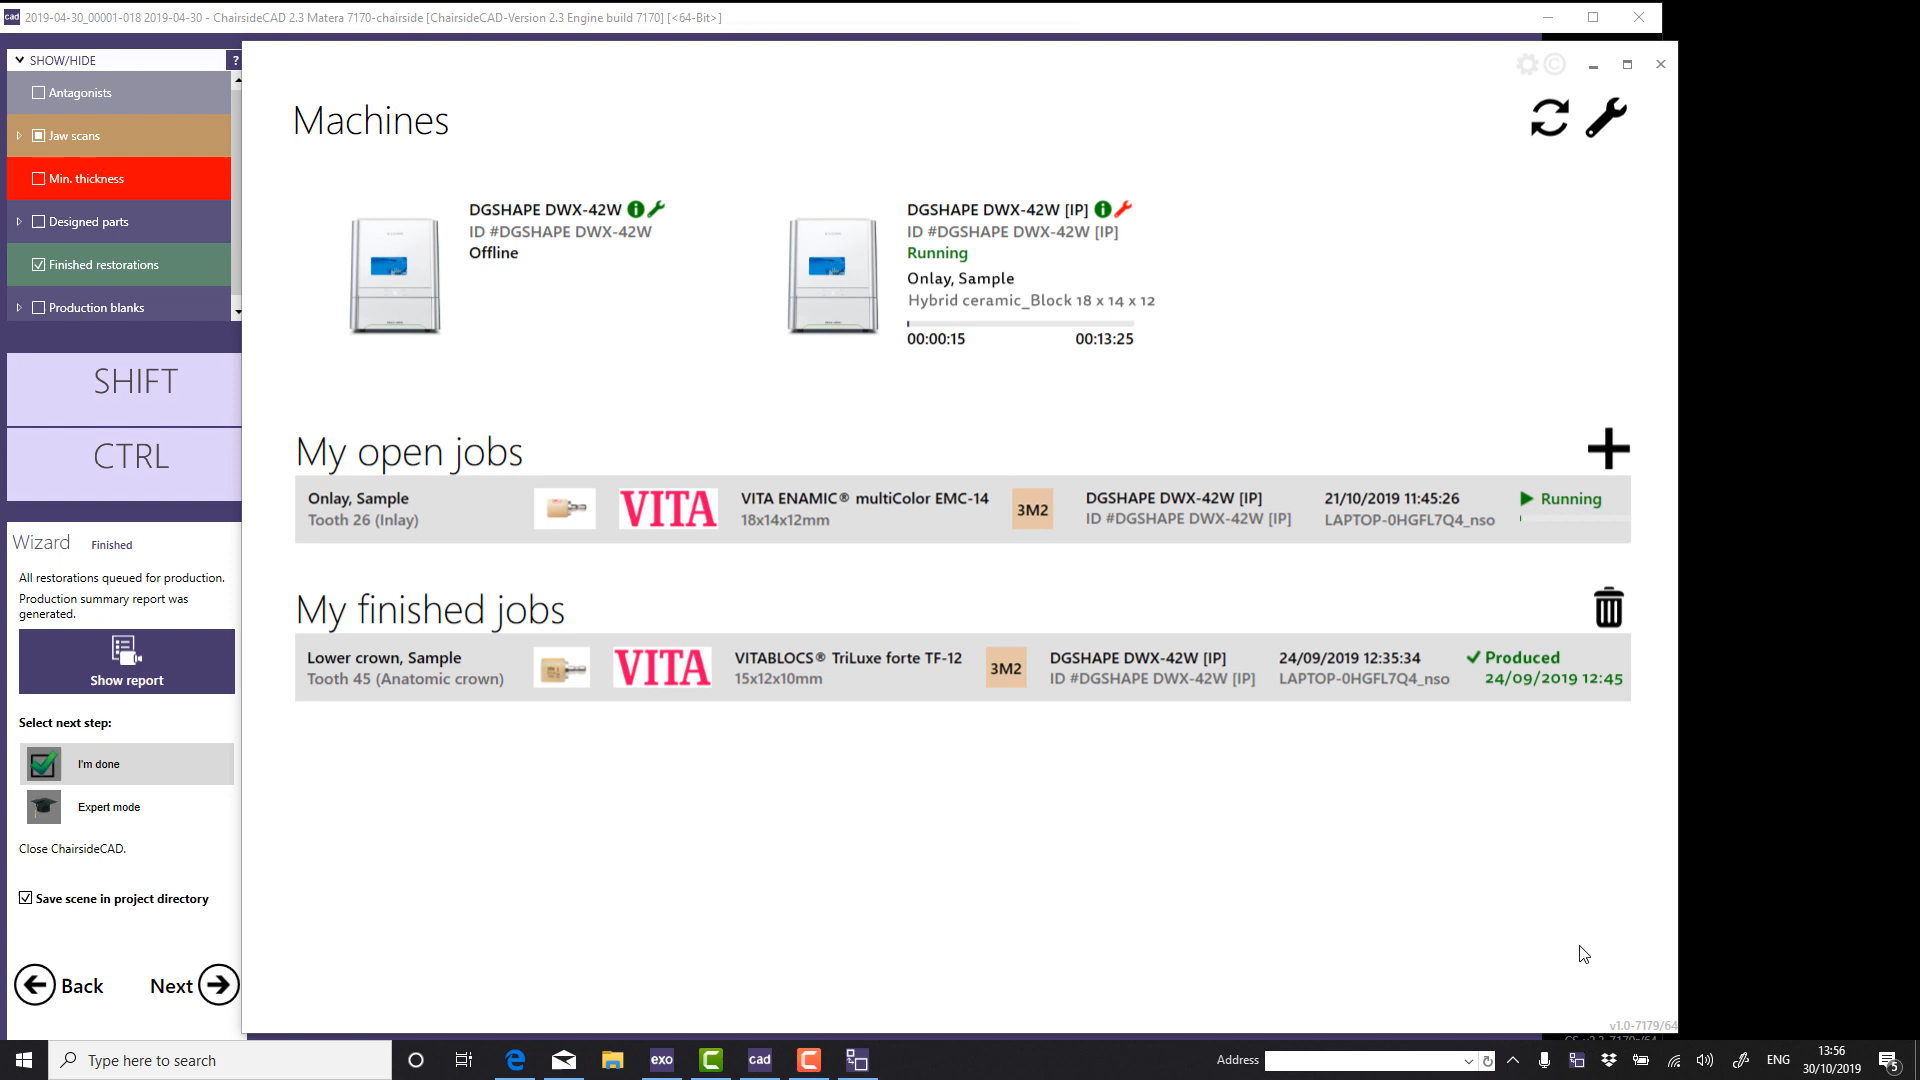 cad 2019-04-30_00001-018 2019-04-30 - ChairsideCAD 2.3 Matera 7170-chairside [ChairsideCAD-Version 2.3 Engine build 7170] [<64-Bit>]
SHOW/HIDE ?
Antagonists
Jaw scans
Min. thickness
Designed parts
Finished restorations
Production blanks
SHIFT
CTRL
Wizard Finished
All restorations queued for production.
Production summary report was
generated.
Show report
Select next step:
I'm done
Expert mode
Close ChairsideCAD.
Save scene in project directory
Back Next
Machines
DGSHAPE DWX-42W
ID #DGSHAPE DWX-42W
Offline
DGSHAPE DWX-42W [IP]
ID #DGSHAPE DWX-42W [IP]
Running
Onlay, Sample
Hybrid ceramic_Block 18 x 14 x 12
00:00:15 00:13:25
My open jobs
Onlay, Sample
Tooth 26 (Inlay)
VITA
VITA ENAMIC® multiColor EMC-14
18x14x12mm
3M2
DGSHAPE DWX-42W [IP]
ID #DGSHAPE DWX-42W [IP]
21/10/2019 11:45:26
LAPTOP-0HGFL7Q4_nso
Running
My finished jobs
Lower crown, Sample
Tooth 45 (Anatomic crown)
VITA
VITABLOCS® TriLuxe forte TF-12
15x12x10mm
3M2
DGSHAPE DWX-42W [IP]
ID #DGSHAPE DWX-42W [IP]
24/09/2019 12:35:34
LAPTOP-0HGFL7Q4_nso
Produced
24/09/2019 12:45
v1.0-7179/64
Type here to search
exo
cad
Address
ENG
13:56
30/10/2019
5